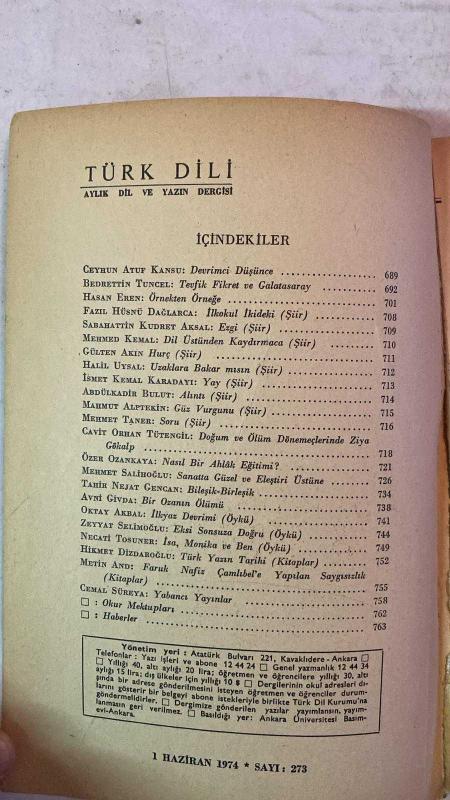 TÜRK DİLİ
AYLIK DİL VE YAZIN DERGİSİ
İÇİNDEKİLER
CEYHUN ATUF KANSU: Devrimci Düşünce 689
BEDRETTİN TUNCEL: Tevfik Fikret ve Galatasaray 692
HASAN EREN: Örnekten Örneğe 701
FAZIL HÜSNÜ DAĞLARCA: İlkokul İkideki (Şiir) 708
SABAHATTİN KUDRET AKSAL: Ezgi (Şiir) 709
MEHMED KEMAL: Dil Üstünden Kaydırmaca (Şiir) 710
GÜLTEN AKIN Hurç (Şiir) 711
HALİL UYSAL: Uzaklara Bakar mısın (Şiir) 712
İSMET KEMAL KARADAYI: Yay (Şiir) 713
ABDÜLKADİR BULUT: Alıntı (Şiir) 714
MAHMUT ALPTEKİN: Güz Vurgunu (Şiir) 715
MEHMET TANER: Soru (Şiir) 716
CAVİT ORHAN TÜTENGİL: Doğum ve Ölüm Dönemeçlerinde Ziya
Gökalp 718
ÖZER OZANKAYA: Nasıl Bir Ahlâk Eğitimi? 721
MEHMET SALİHOĞLU: Sanatta Güzel ve Eleştiri Üstüne 726
TAHİR NEJAT GENCAN: Bileşik-Birleşik 734
AVNİ GİVDA: Bir Ozanın Ölümü 738
OKTAY AKBAL: İlkyaz Devrimi (Öykü) 741
ZEYYAT SELİMOĞLU: Eksi Sonsuza Doğru (Öykü) 744
NECATİ TOSUNER: İsa, Monika ve Ben (Öykü) 749
HİKMET DİZDAROĞLU: Türk Yazın Tarihi (Kitaplar) 752
METİN AND: Faruk Nafiz Çamlıbel'e Yapılan Saygısızlık
(Kitaplar) 755
CEMAL SÜREYA: Yabancı Yayınlar 758
□ : Okur Mektupları 762
□ : Haberler 763
Yönetim yeri : Atatürk Bulvarı 221, Kavaklıdere - Ankara □
Telefonlar : Yazı işleri ve abone 12 44 24 □ Genel yazmanlık 12 44 34
□ Yıllığı 40, altı aylığı 20 lira; öğretmen ve öğrencilere yıllığı 30, altı
aylığı 15 lira; dış ülkeler için yıllığı 10 $ □ Dergilerinin okul adresleri dı-
şında bir adrese gönderilmesini isteyen öğretmen ve öğrenciler durum-
larını gösterir bir belgeyi abone istekleriyle birlikte Türk Dil Kurumu'na
göndermelidirler. □ Dergimize gönderilen yazılar yayımlansın, yayım-
lanmasın geri verilmez. □ Basıldığı yer: Ankara Üniversitesi Basım-
evi-Ankara.
1 HAZİRAN 1974 * SAYI: 273